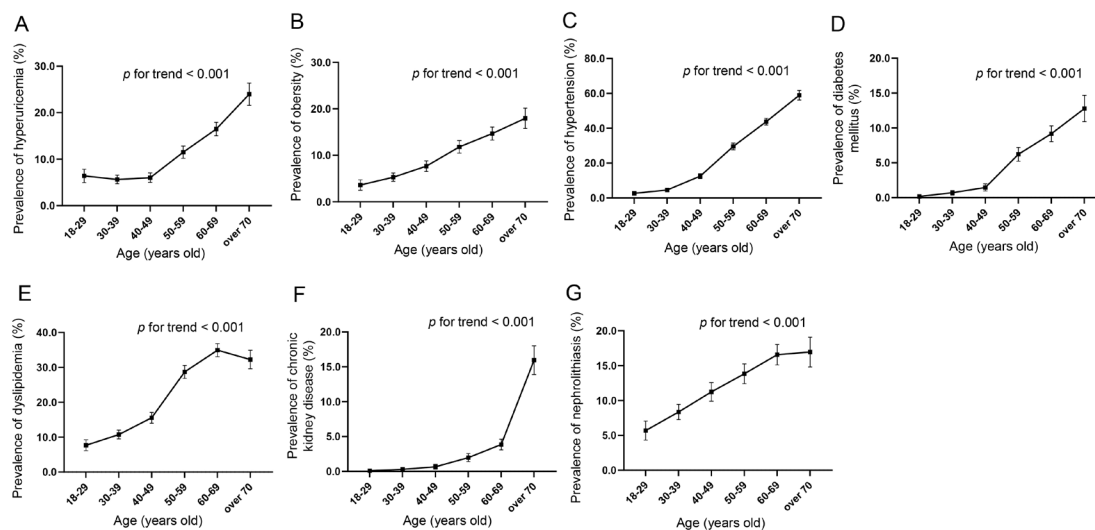 A
Prevalence of hyperuricemia (%)
p for trend < 0.001
30.0
20.0
10.0
0.0
18-29
30-39
40-49
50-59
60-69
over 70
Age (years old)
B
Prevalence of obersity (%)
p for trend < 0.001
30.0
20.0
10.0
0.0
18-29
30-39
40-49
50-59
60-69
over 70
Age (years old)
C
Prevalence of hypertension (%)
p for trend < 0.001
80.0
60.0
40.0
20.0
0.0
18-29
30-39
40-49
50-59
60-69
over 70
Age (years old)
D
Prevalence of diabetes
mellitus (%)
p for trend < 0.001
20.0
15.0
10.0
5.0
0.0
18-29
30-39
40-49
50-59
60-69
over 70
Age (years old)
E
Prevalence of dyslipidemia (%)
p for trend < 0.001
40.0
30.0
20.0
10.0
0.0
18-29
30-39
40-49
50-59
60-69
over 70
Age (years old)
F
Prevalence of chronic
kidney disease (%)
p for trend < 0.001
20.0
15.0
10.0
5.0
0.0
18-29
30-39
40-49
50-59
60-69
over 70
Age (years old)
G
Prevalence of nephrolithiasis (%)
p for trend < 0.001
20.0
15.0
10.0
5.0
0.0
18-29
30-39
40-49
50-59
60-69
over 70
Age (years old)